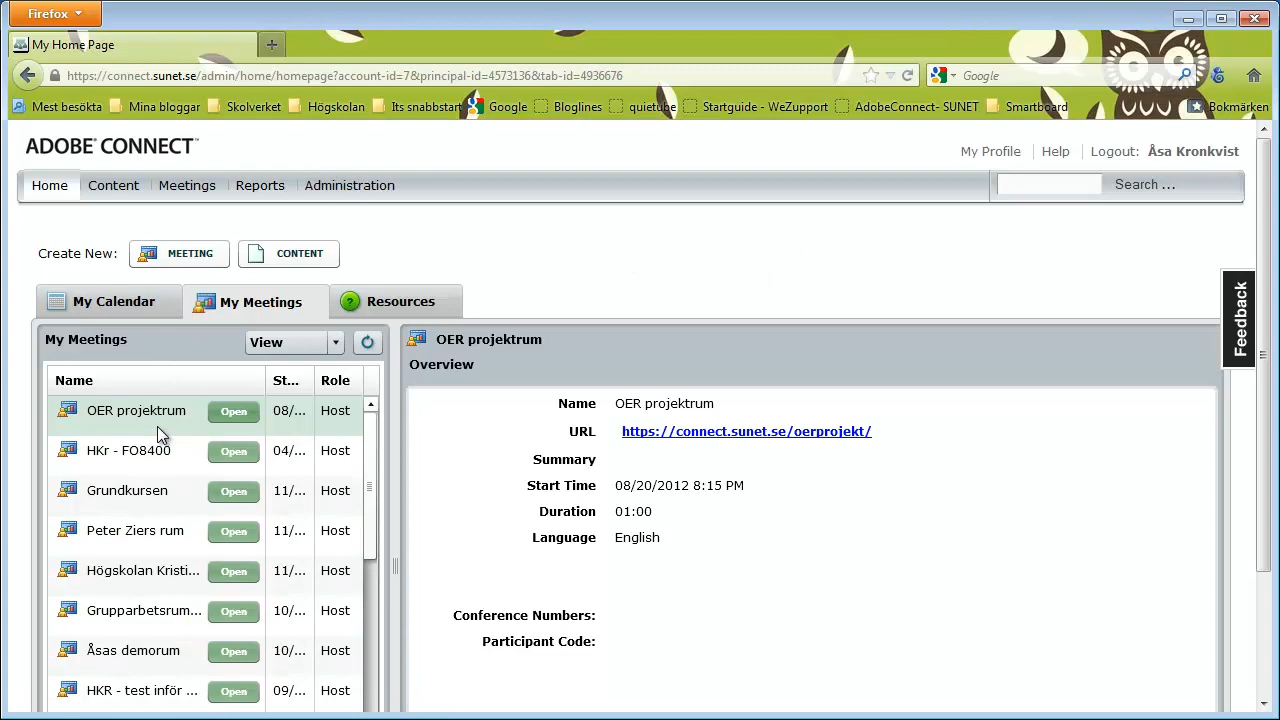 Firefox
My Home Page
https://connect.sunet.se/admin/home/homepage?account-id=7&principal-id=4573136&tab-id=4936676
Google
Mest besökta Mina bloggar Skolverket Högskolan Its snabbstart Google Bloglines quietube Startguide - WeZupport AdobeConnect- SUNET Smartboard Bokmärken
ADOBE® CONNECT™
My Profile Help Logout: Åsa Kronkvist
Home Content Meetings Reports Administration Search ...
Create New: MEETING CONTENT
My Calendar My Meetings Resources
Feedback
My Meetings View
Name St... Role
OER projektrum Open 08/... Host
HKr - FO8400 Open 04/... Host
Grundkursen Open 11/... Host
Peter Ziers rum Open 11/... Host
Högskolan Kristi... Open 11/... Host
Grupparbetsrum... Open 10/... Host
Åsas demorum Open 10/... Host
HKR - test inför ... Open 09/... Host
OER projektrum
Overview
Name OER projektrum
URL https://connect.sunet.se/oerprojekt/
Summary
Start Time 08/20/2012 8:15 PM
Duration 01:00
Language English
Conference Numbers:
Participant Code: